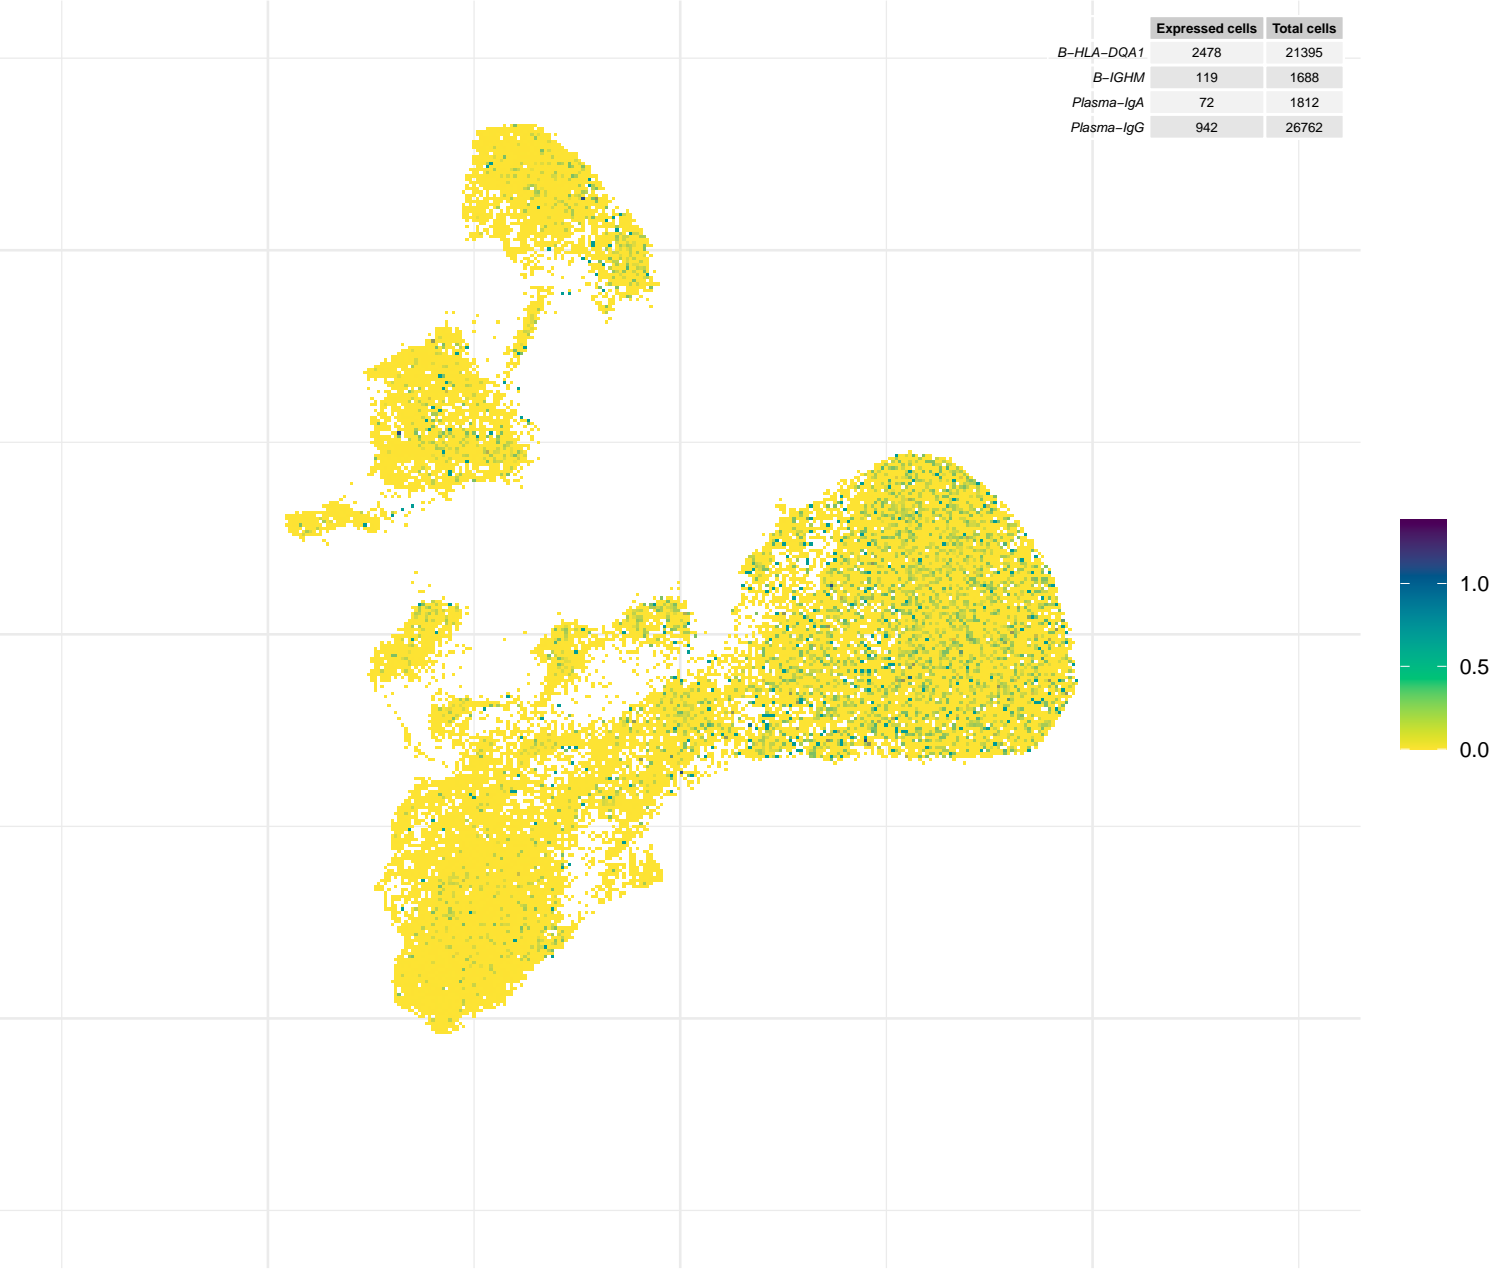 Expressed cells Total cells
B−HLA−DQA1 2478 21395
B−IGHM 119 1688
Plasma−IgA 72 1812
Plasma−IgG 942 26762
1.0
0.5
0.0